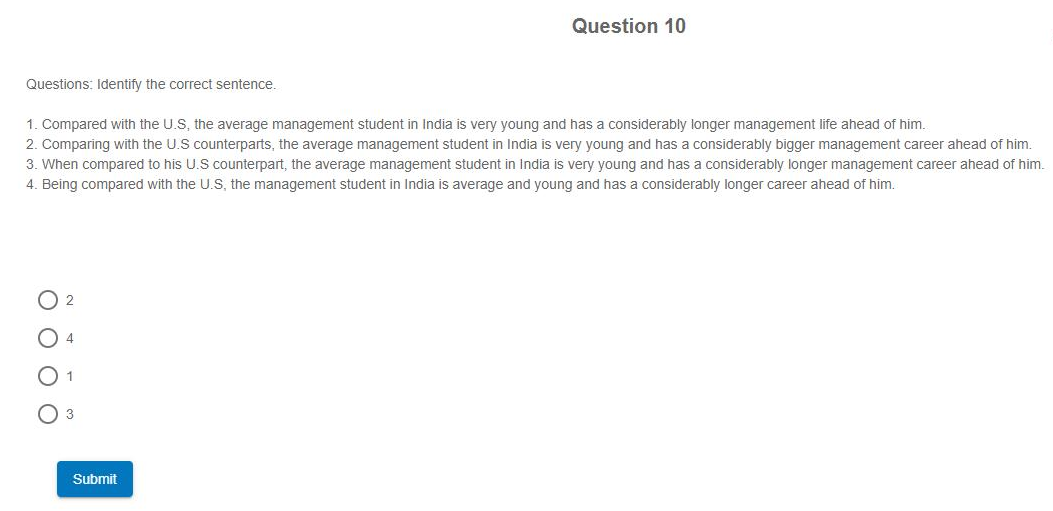 Question 10
Questions: Identify the correct sentence.
1. Compared with the U.S, the average management student in India is very young and has a considerably longer management life ahead of him.
2. Comparing with the U.S counterparts, the average management student in India is very young and has a considerably bigger management career ahead of him.
3. When compared to his U.S counterpart, the average management student in India is very young and has a considerably longer management career ahead of him.
4. Being compared with the U.S, the management student in India is average and young and has a considerably longer career ahead of him.
2
4
1
3
Submit